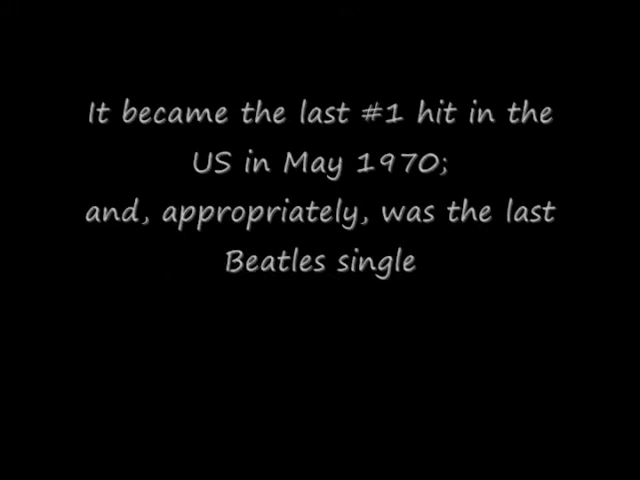 It became the last #1 hit in the
US in May 1970;
and, appropriately, was the last
Beatles single